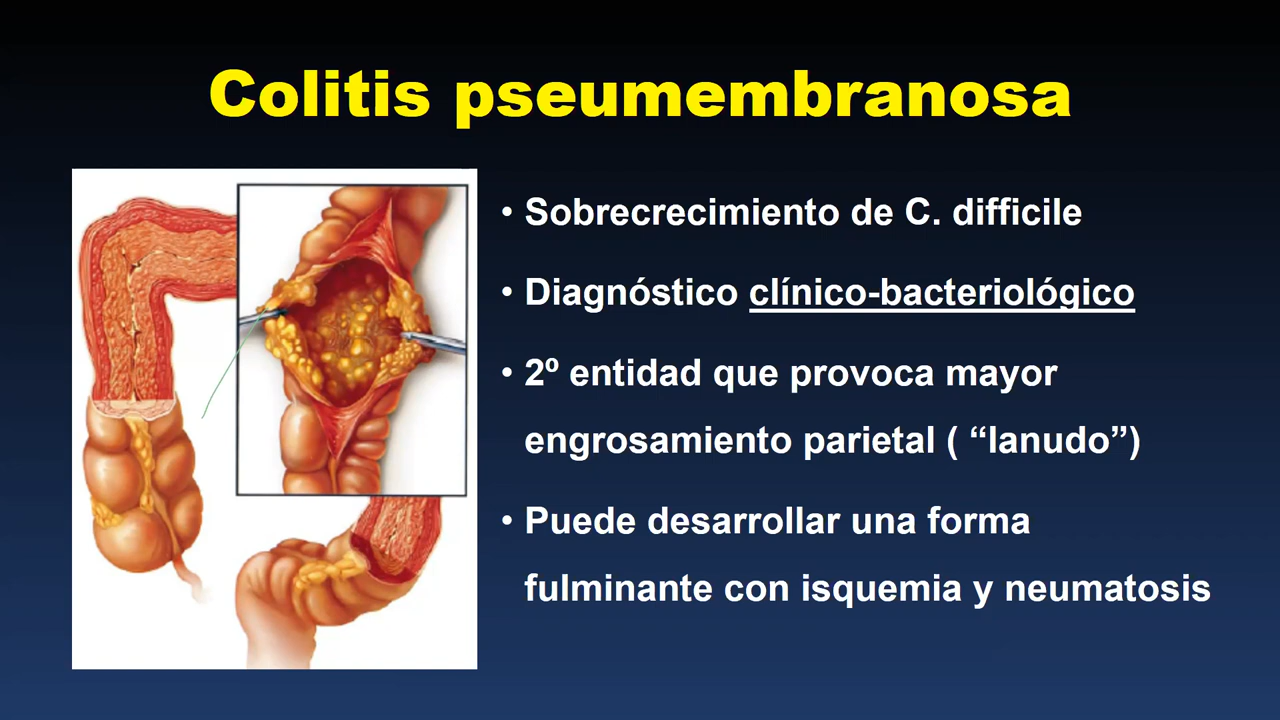 Colitis pseumembranosa
• Sobrecrecimiento de C. difficile
• Diagnóstico clínico-bacteriológico
• 2º entidad que provoca mayor
engrosamiento parietal ( “lanudo”)
• Puede desarrollar una forma
fulminante con isquemia y neumatosis